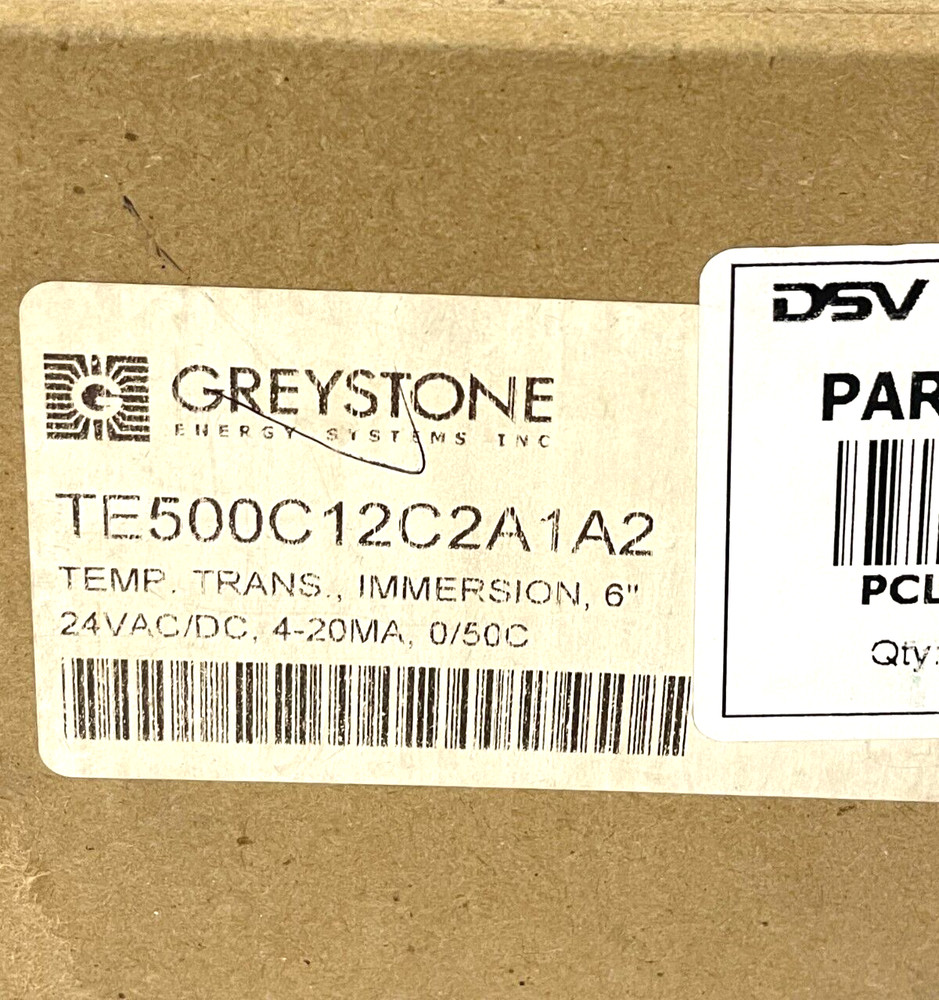 GREYSTONE
ENERGY SYSTEMS INC
TE500C12C2A1A2
TEMP. TRANS., IMMERSION, 6"
24VAC/DC, 4-20MA, 0/50C
DSV
PAR
PCL
Qty: